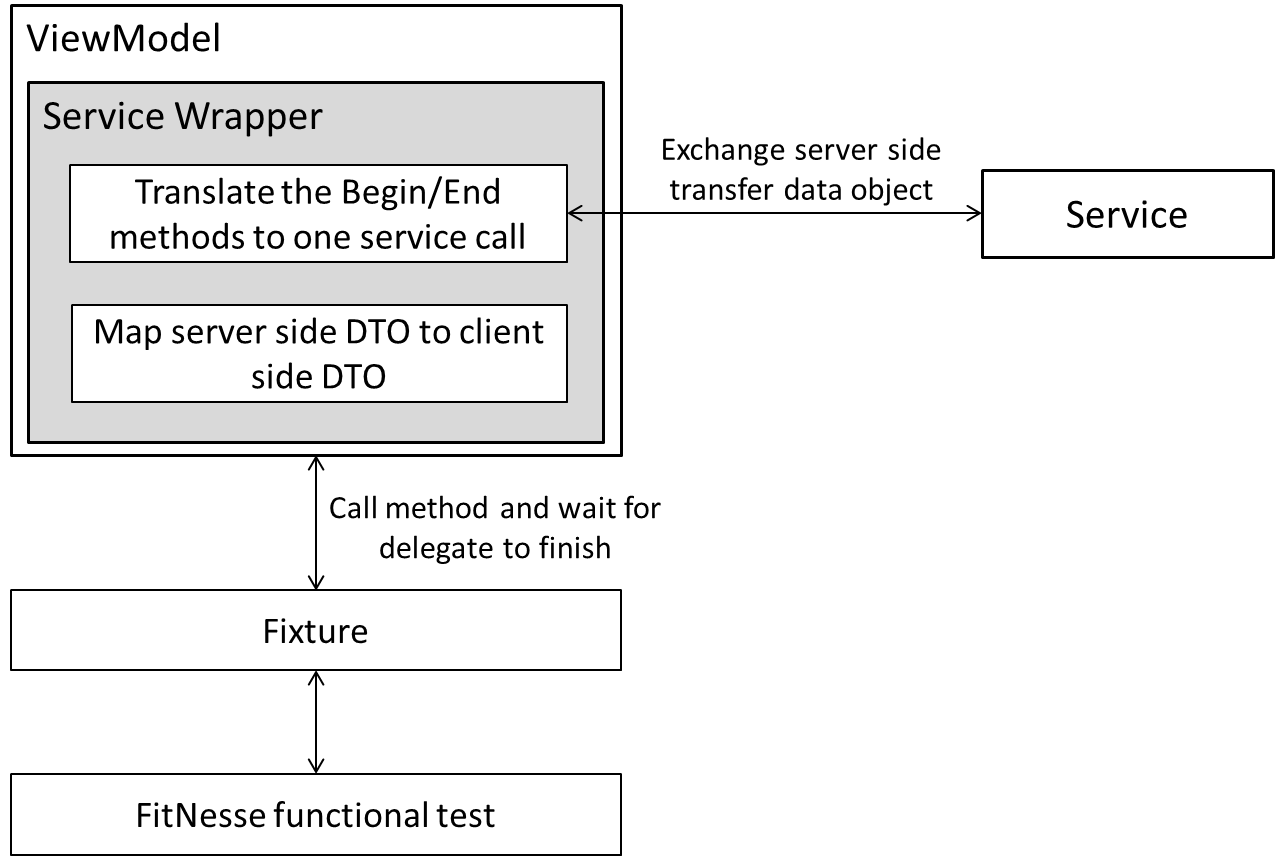 ViewModel
Service Wrapper
Translate the Begin/End
methods to one service call
Exchange server side
transfer data object
Service
Map server side DTO to client
side DTO
Call method and wait for
delegate to finish
Fixture
FitNesse functional test